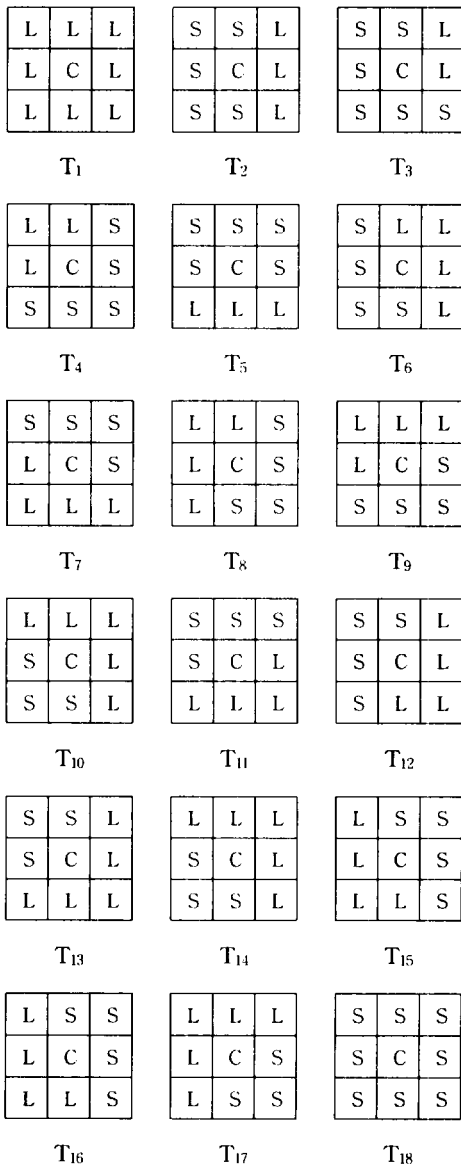 L L L S S L S S L
L C L S C L S C L
L L L S S L S S S
T₁ T₂ T₃
L L S S S S S L L
L C S S C S S C L
S S S L L L S S L
T₄ T₅ T₆
S S S L L S L L L
L C S L C S L C S
L L L L S S S S S
T₇ T₈ T₉
L L L S S S S S L
S C L S C L S C L
S S L L L L S L L
T₁₀ T₁₁ T₁₂
S S L L L L L S S
S C L S C L L C S
L L L S S L L L S
T₁₃ T₁₄ T₁₅
L S S L L L S S S
L C S L C S S C S
L L S L S S S S S
T₁₆ T₁₇ T₁₈